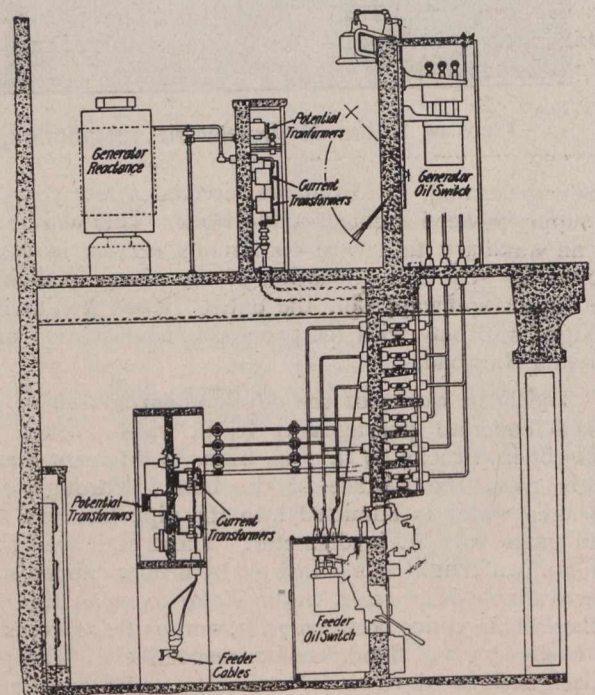 Generator
Reactance
Potential
Tranformers
Current
Transformers
Generator
Oil Switch
Potential
Transformers
Current
Transformers
Feeder
Oil Switch
Feeder
Cables